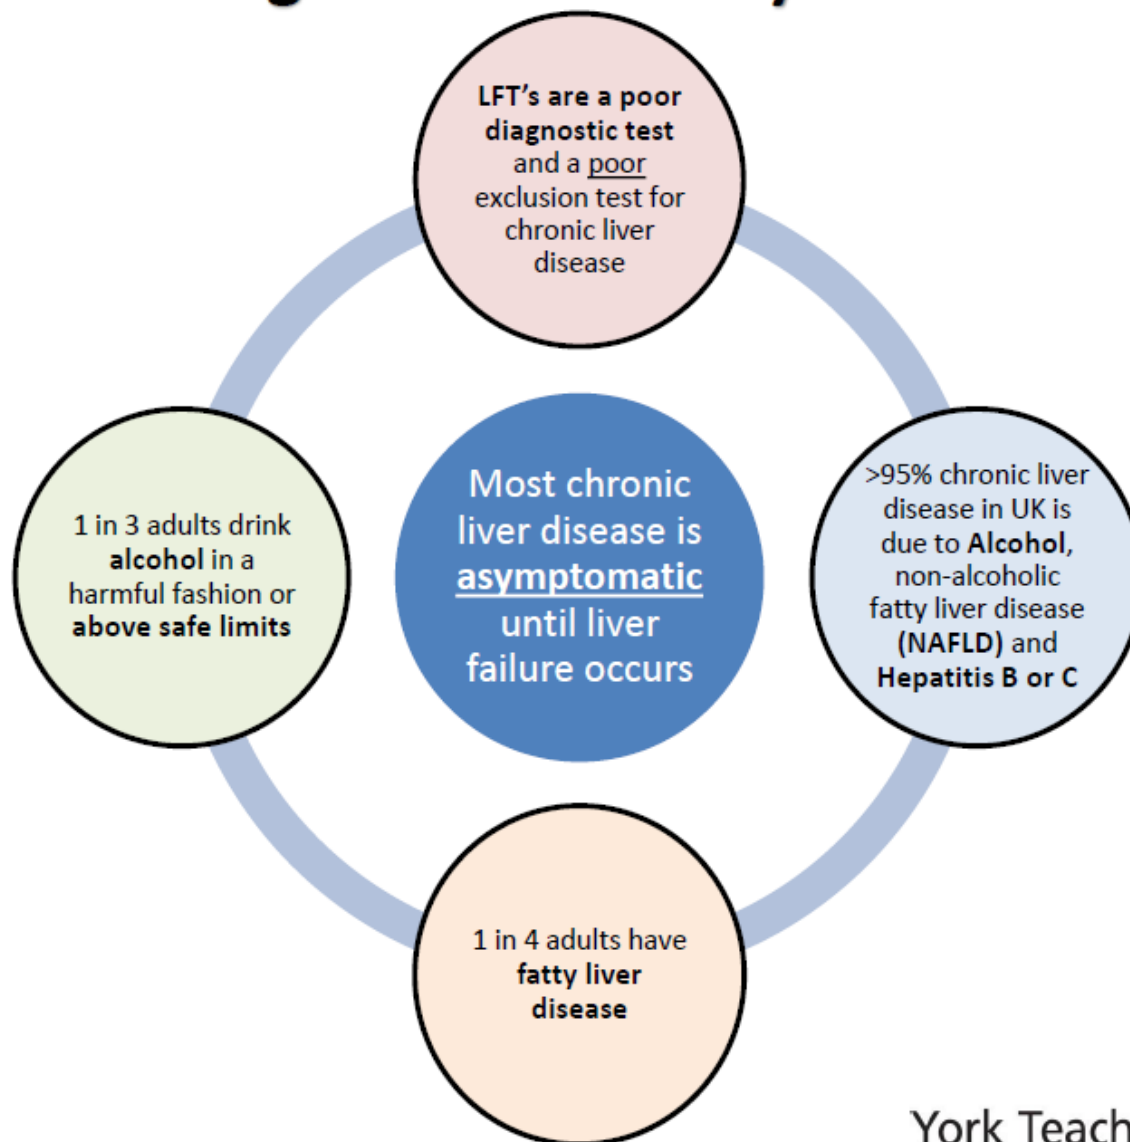 LFT's are a poor
diagnostic test
and a poor
exclusion test for
chronic liver
disease
1 in 3 adults drink
alcohol in a
harmful fashion or
above safe limits
Most chronic
liver disease is
asymptomatic
until liver
failure occurs
>95% chronic liver
disease in UK is
due to Alcohol,
non-alcoholic
fatty liver disease
(NAFLD) and
Hepatitis B or C
1 in 4 adults have
fatty liver
disease
York Teach